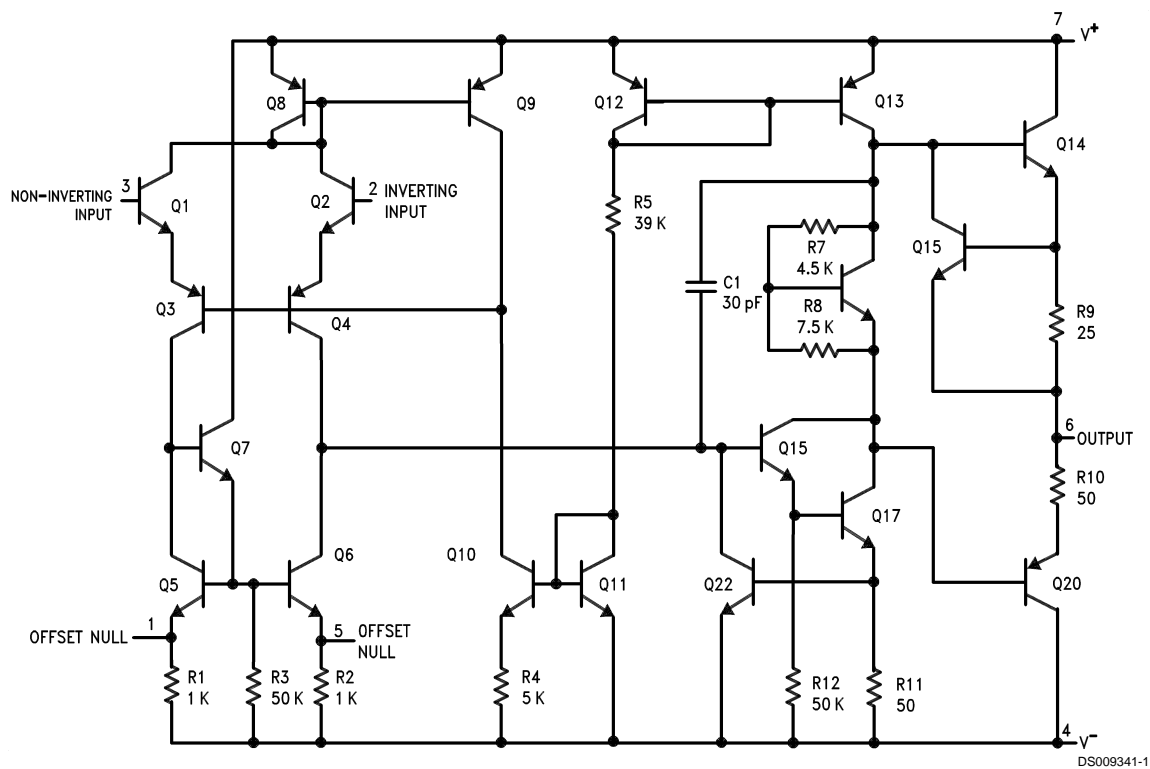 7
V+
Q8
Q9
Q12
Q13
Q14
NON-INVERTING
INPUT
3
Q1
Q2
2
INVERTING
INPUT
R5
39 K
Q15
R7
4.5 K
Q3
Q4
C1
30 pF
R8
7.5 K
R9
25
Q7
Q15
6
OUTPUT
R10
50
Q17
Q5
Q6
Q10
Q11
Q22
Q20
OFFSET NULL
1
5
OFFSET
NULL
R1
1 K
R3
50 K
R2
1 K
R4
5 K
R12
50 K
R11
50
4
V-
DS009341-1